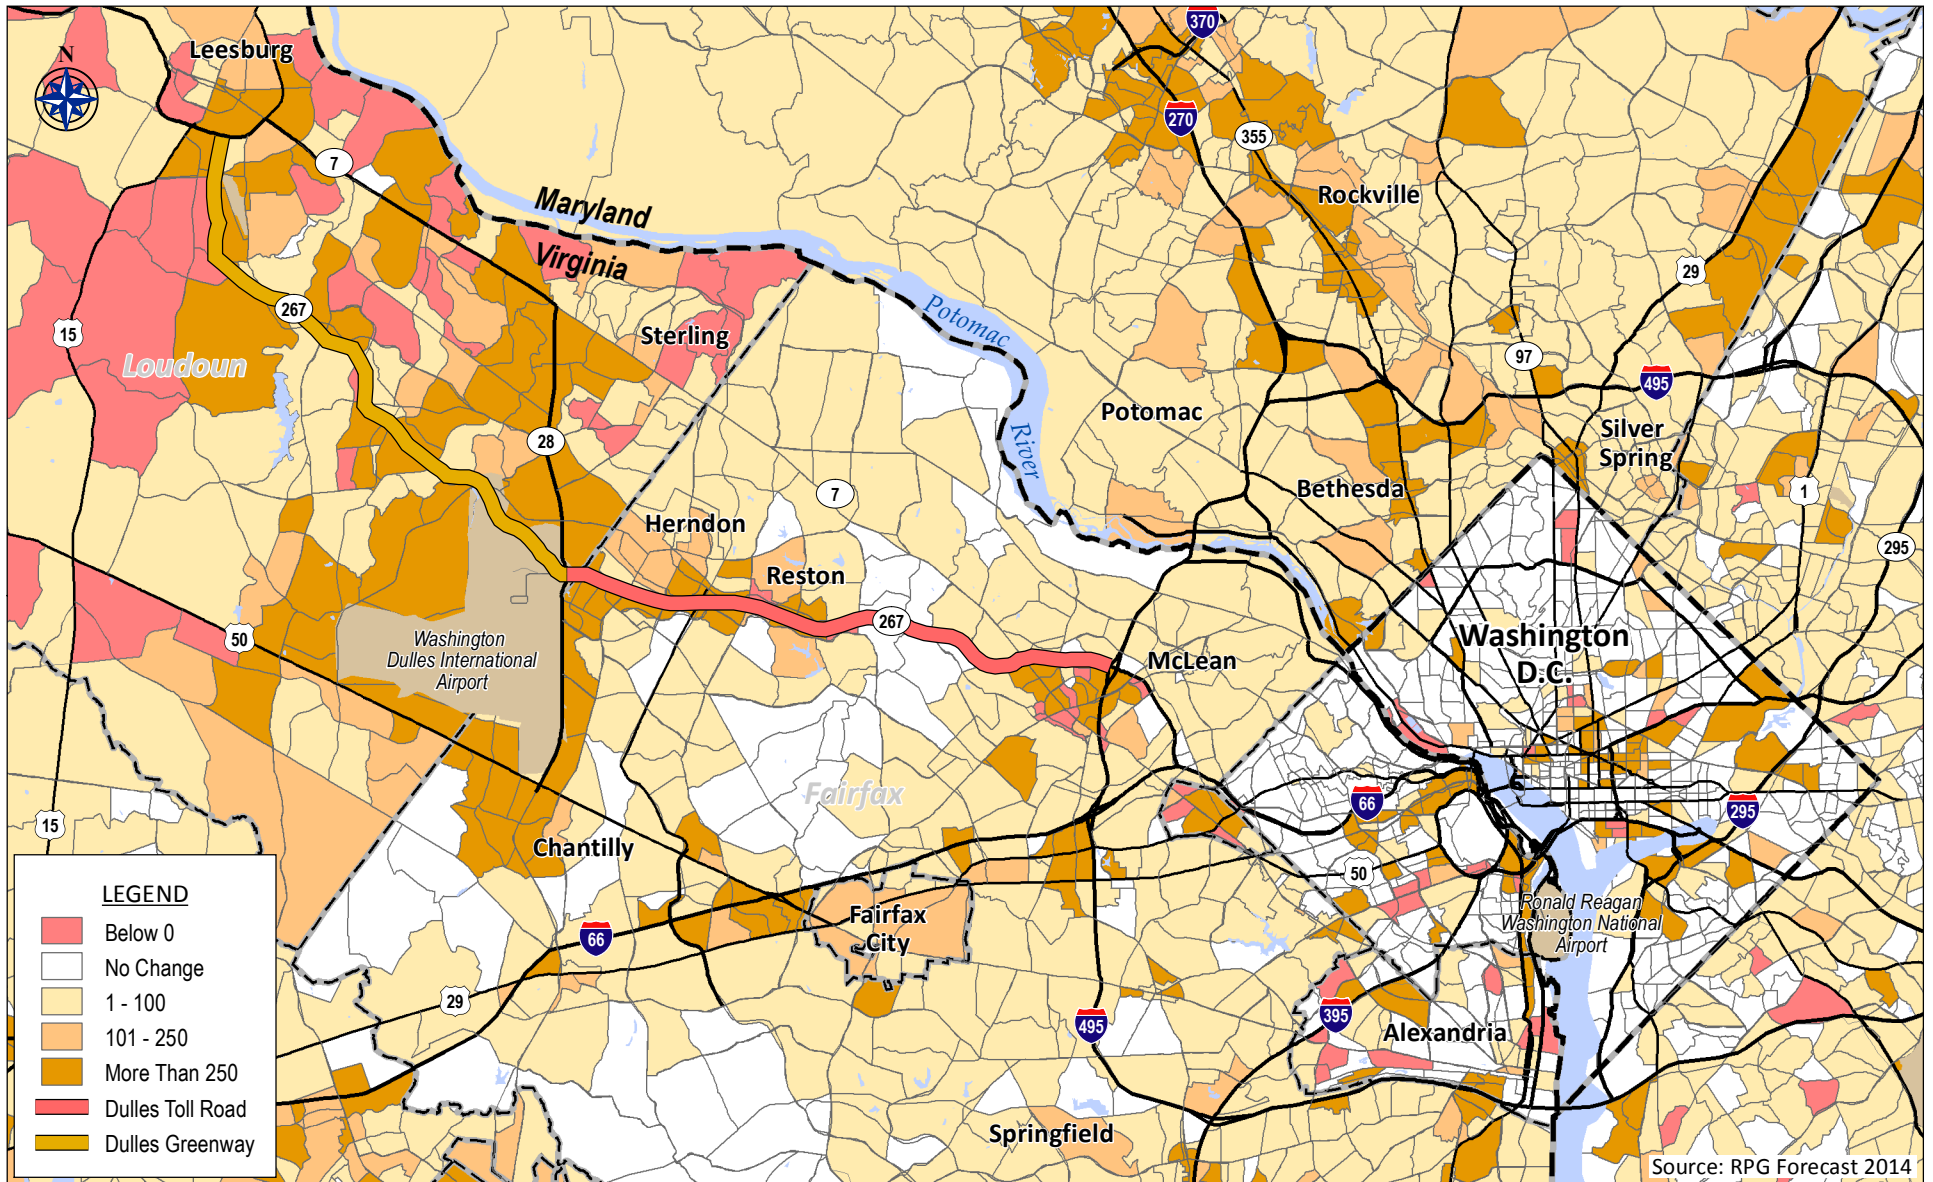 370
Leesburg
N
270
355
7
Rockville
Maryland
Virginia
29
267
15
Sterling
Potomac
Loudoun
97
495
Potomac
28
River
Silver
Spring
7
Bethesda
1
Herndon
295
Reston
50
Washington
Dulles International
Airport
267
McLean
Washington
D.C.
Fairfax
66
295
15
Chantilly
50
Fairfax
City
66
Ronald Reagan
Washington National
Airport
29
495
395
Alexandria
Springfield
LEGEND
Below 0
No Change
1 - 100
101 - 250
More Than 250
Dulles Toll Road
Dulles Greenway
Source: RPG Forecast 2014